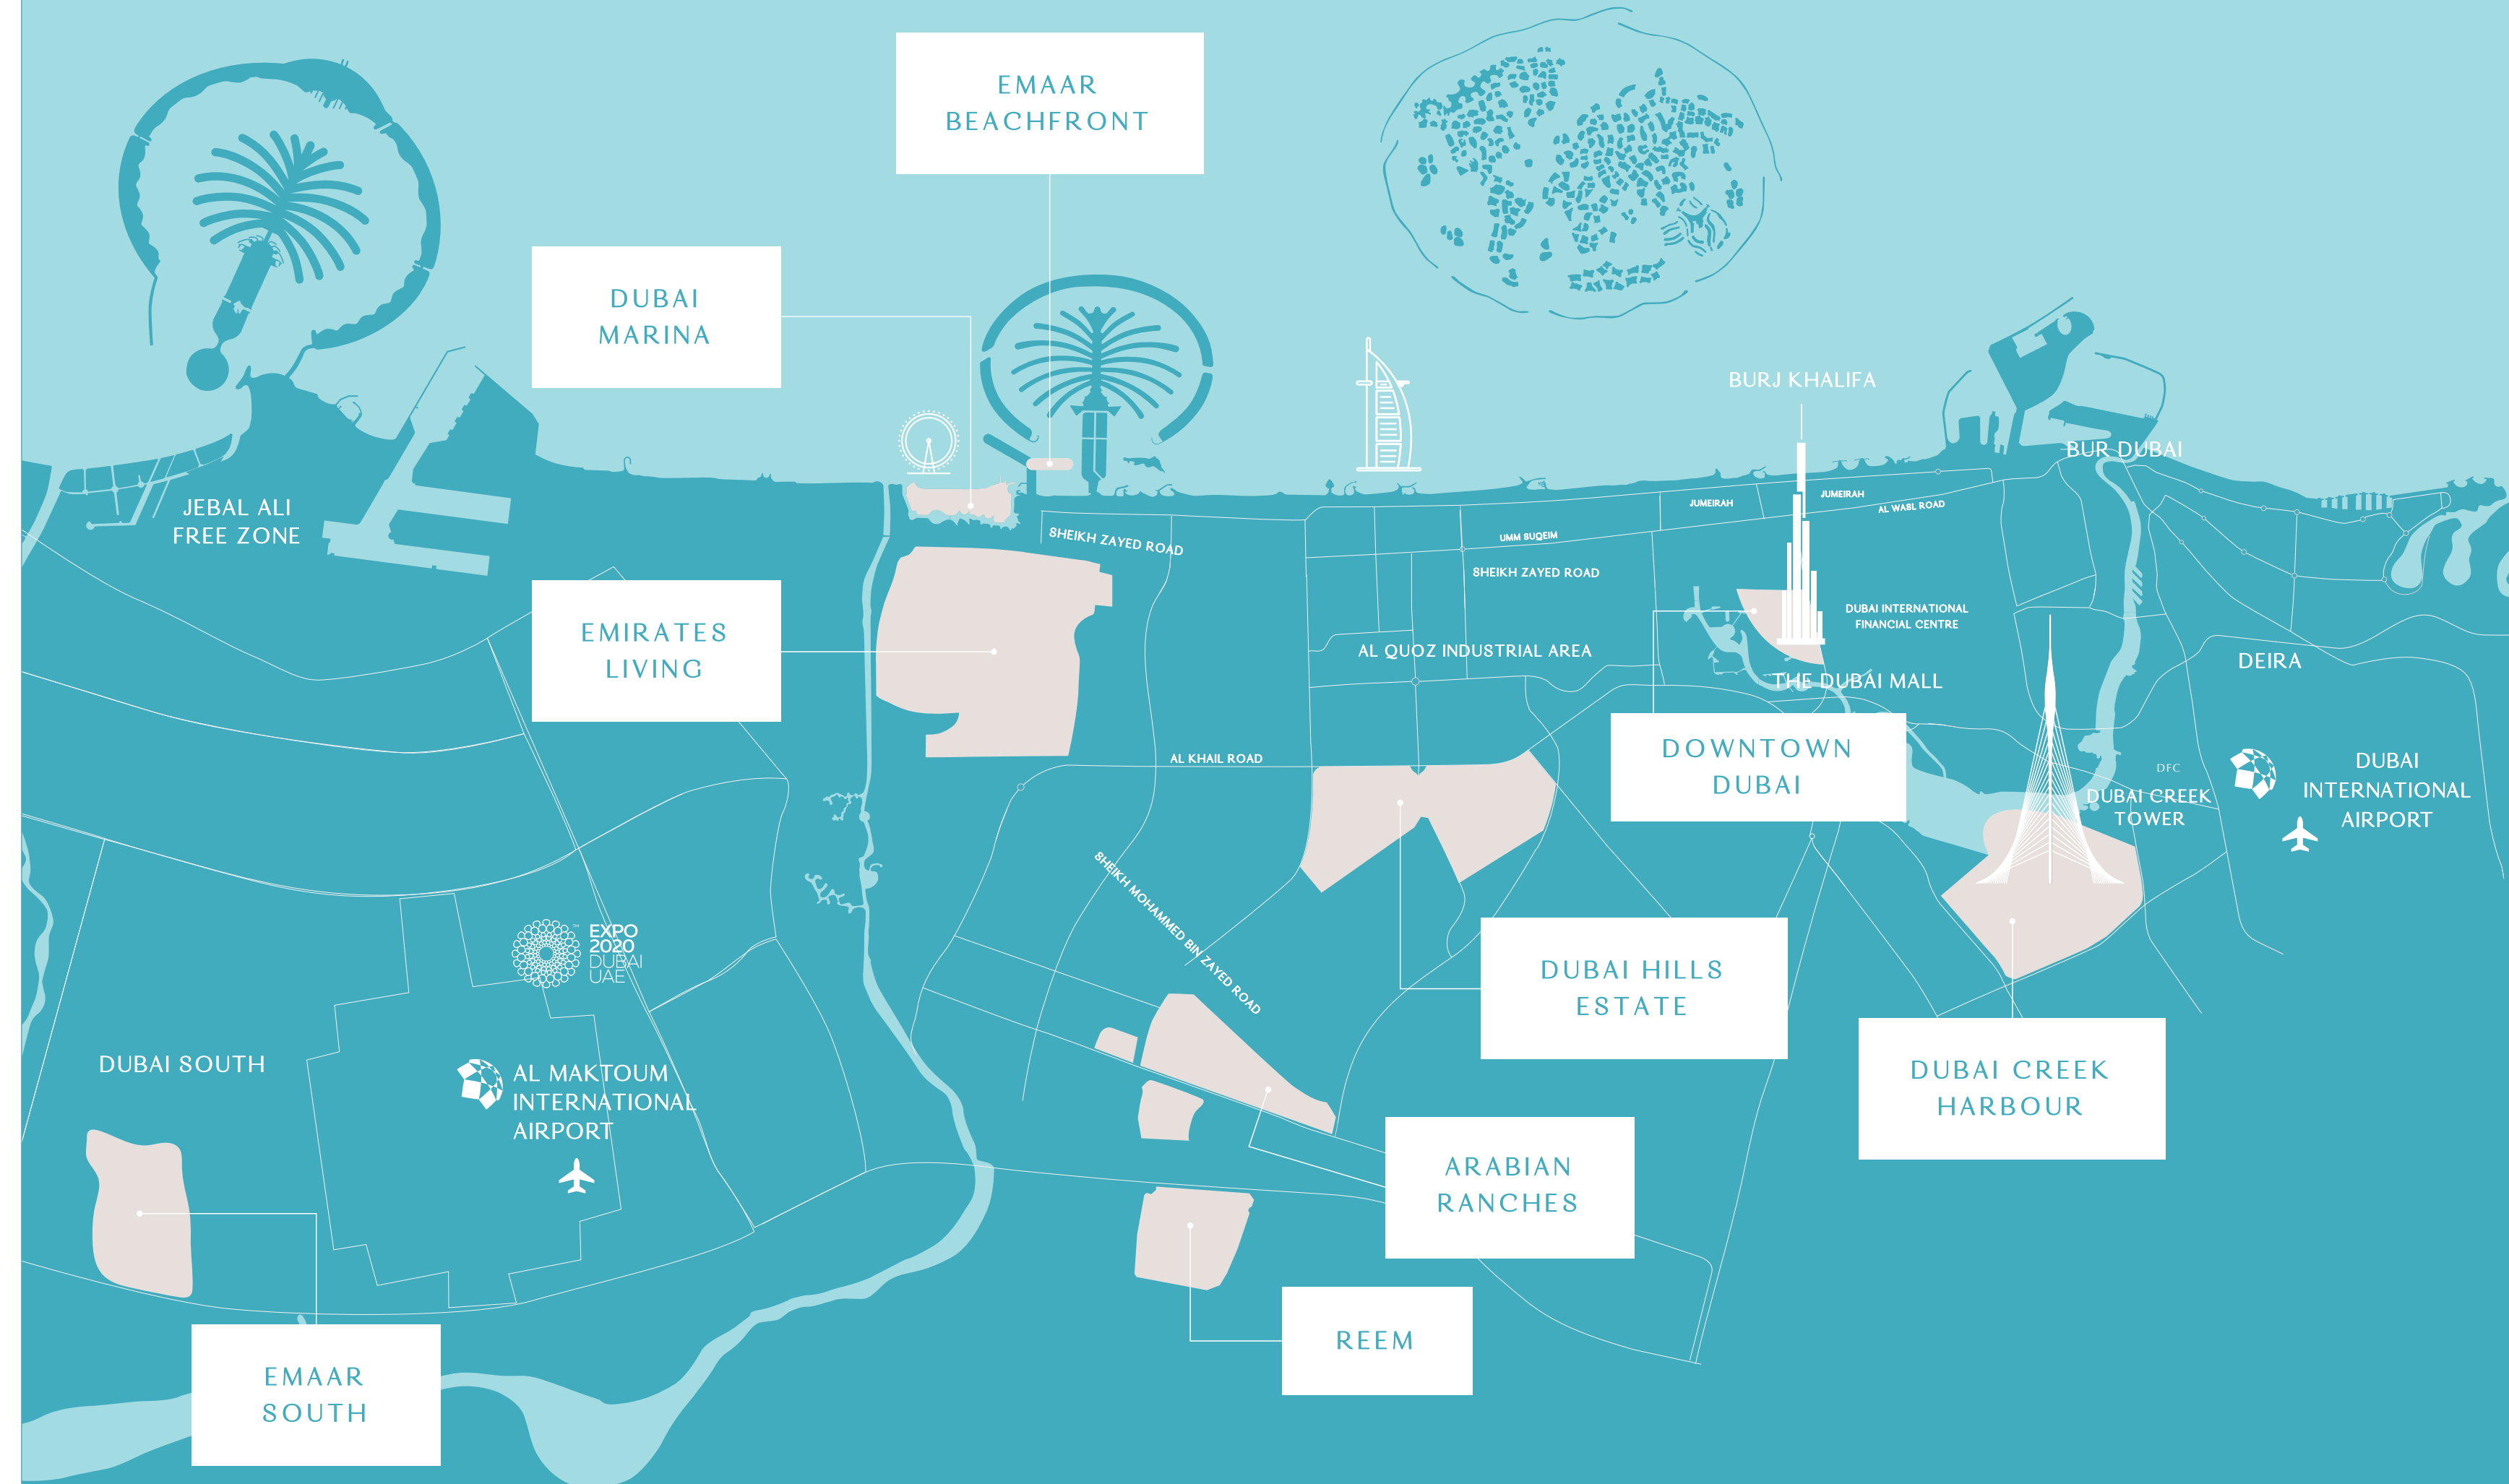 EMAAR
BEACHFRONT
DUBAI
MARINA
BURJ KHALIFA
BUR DUBAI
JEBAL ALI
FREE ZONE
SHEIKH ZAYED ROAD
JUMEIRAH
JUMEIRAH
AL WABL ROAD
UMM SUQEIM
SHEIKH ZAYED ROAD
EMIRATES
LIVING
DUBAI INTERNATIONAL
FINANCIAL CENTRE
AL QUOZ INDUSTRIAL AREA
THE DUBAI MALL
DEIRA
DOWNTOWN
DUBAI
AL KHAIL ROAD
DFC
DUBAI CREEK
TOWER
DUBAI
INTERNATIONAL
AIRPORT
SHEIKH MOHAMMED BIN ZAYED ROAD
EXPO
2020
DUBAI
UAE
TM
DUBAI HILLS
ESTATE
DUBAI SOUTH
AL MAKTOUM
INTERNATIONAL
AIRPORT
DUBAI CREEK
HARBOUR
ARABIAN
RANCHES
REEM
EMAAR
SOUTH